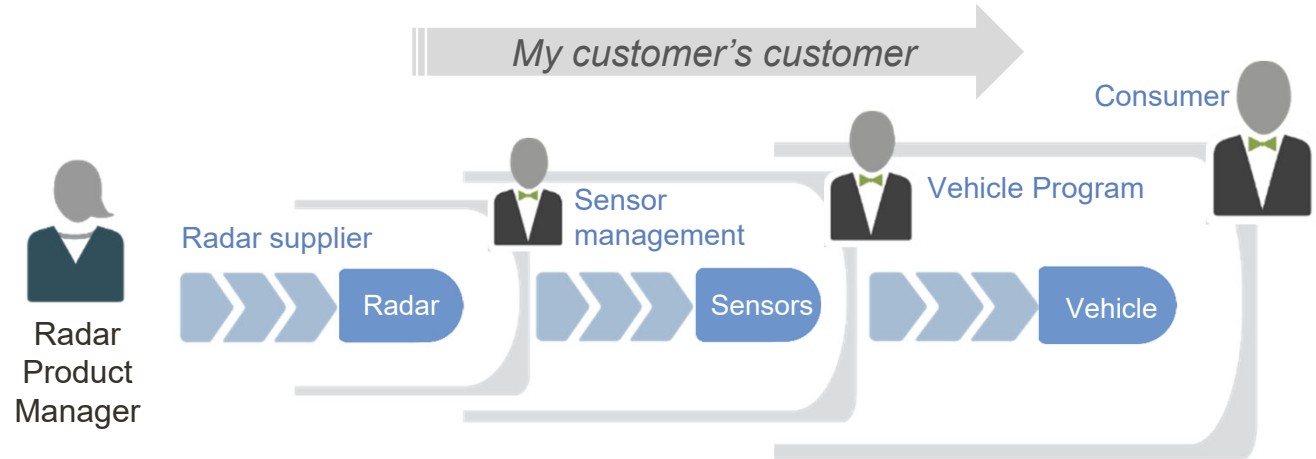 My customer's customer
Consumer
Sensor
management
Vehicle Program
Radar supplier
Radar
Sensors
Vehicle
Radar
Product
Manager